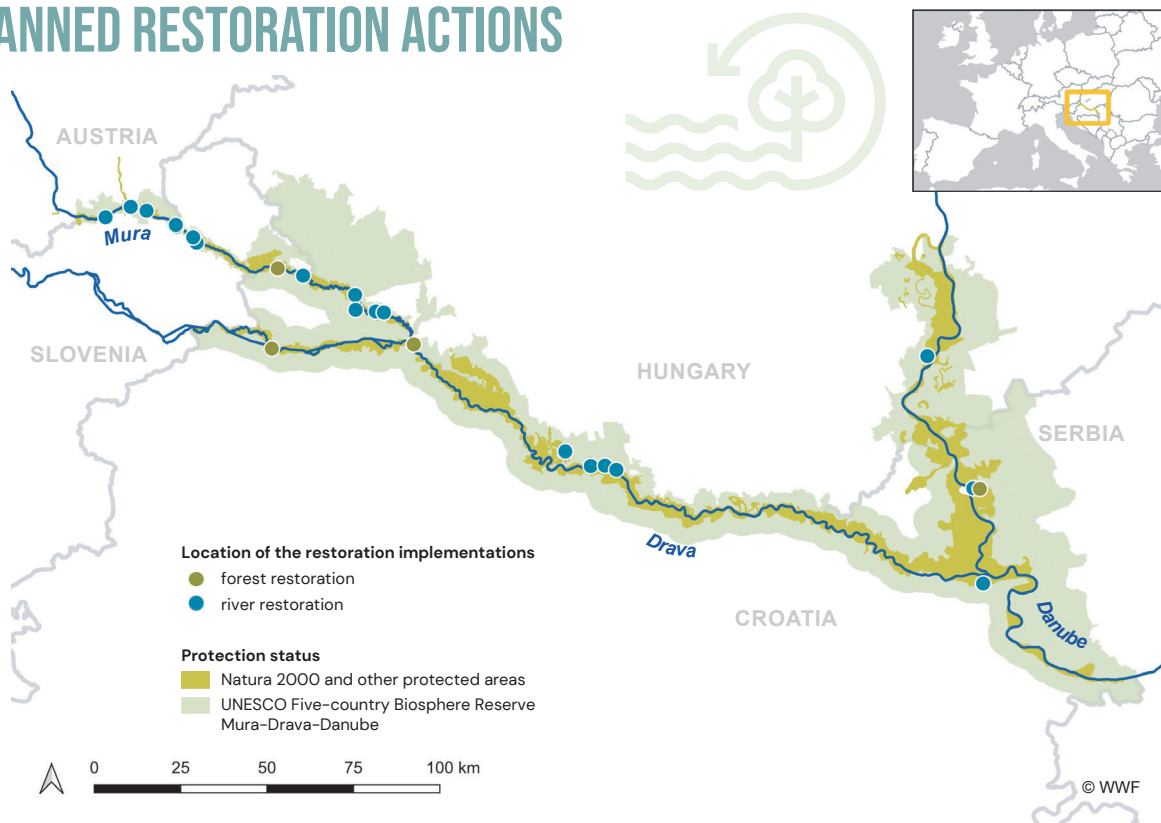 ANNED RESTORATION ACTIONS
AUSTRIA
Mura
SLOVENIA
HUNGARY
SERBIA
Drava
CROATIA
Danube
Location of the restoration implementations
forest restoration
river restoration
Protection status
Natura 2000 and other protected areas
UNESCO Five-country Biosphere Reserve
Mura-Drava-Danube
0 25 50 75 100 km
© WWF